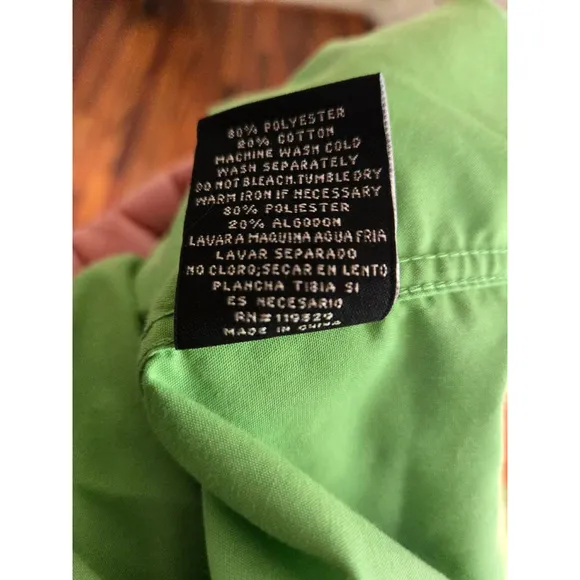 80% POLYESTER
20% COTTON
MACHINE WASH COLD
WASH SEPARATELY
DO NOT BLEACH.TUMBLE DRY
WARM IRON IF NECESSARY
80% POLIESTER
20% ALGODON
LAVAR A MAQUINA AGUA FRIA
LAVAR SEPARADO
NO CLORO;SECAR EN LENTO
PLANCHA TIBIA SI
ES NECESARIO
RN# 119529
MADE IN CHINA